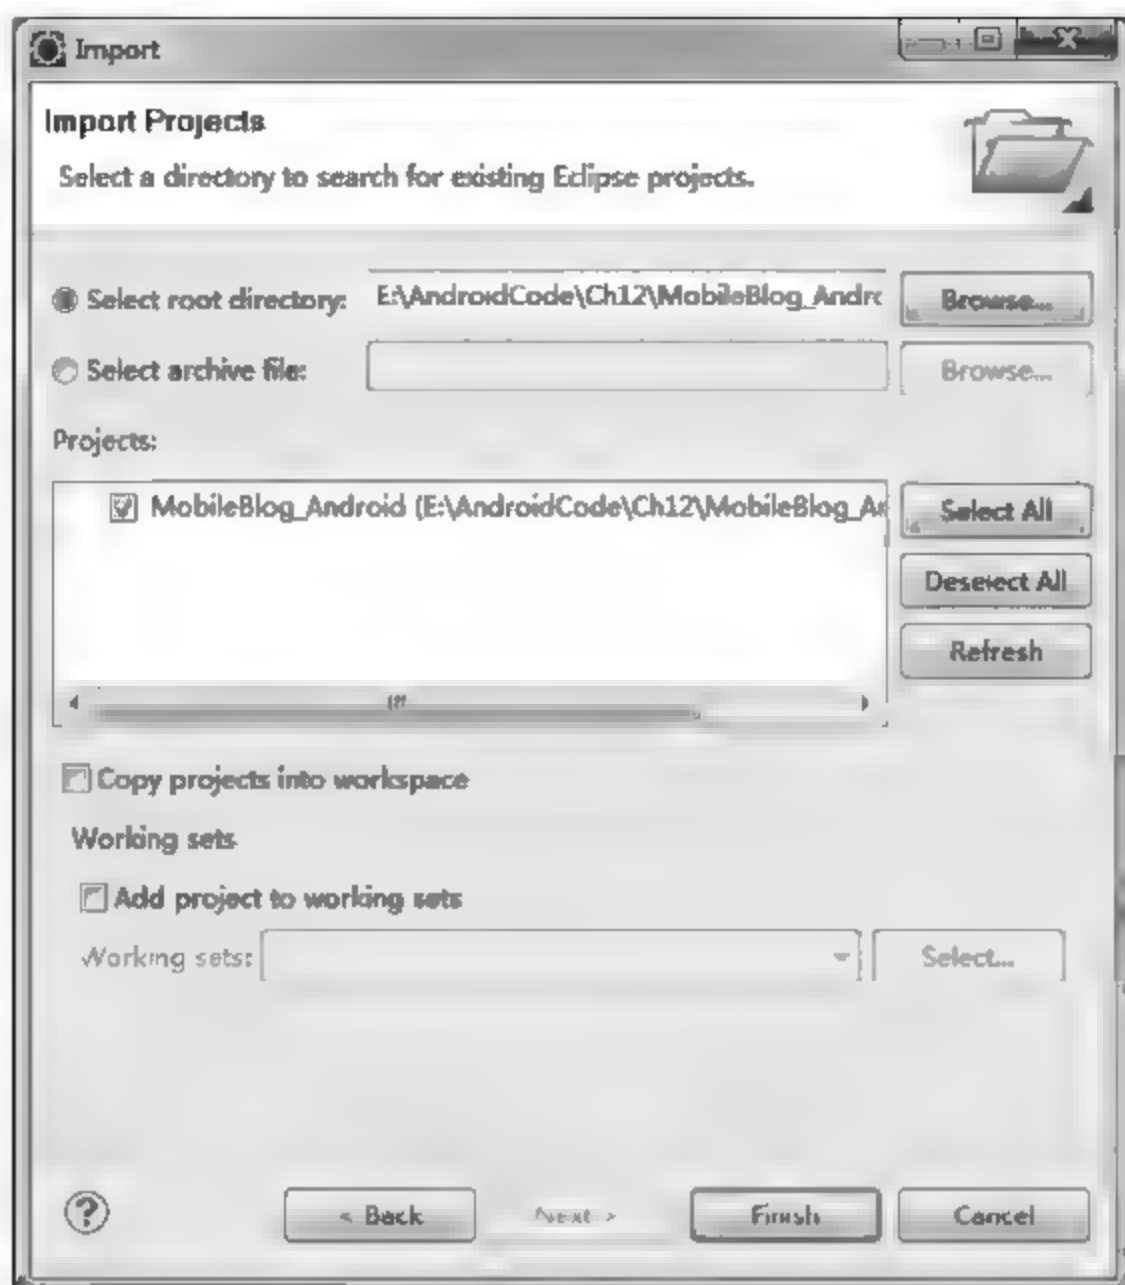 Import
Import Projects
Select a directory to search for existing Eclipse projects.
Select root directory: E:\AndroidCode\Ch12\MobileBlog_Andrc Browse...
Select archive file: Browse...
Projects:
MobileBlog_Android (E:\AndroidCode\Ch12\MobileBlog_Ar Select All
Deselect All
Refresh
Copy projects into workspace
Working sets
Add project to working sets
Working sets: Select...
? < Back Next > Finish Cancel